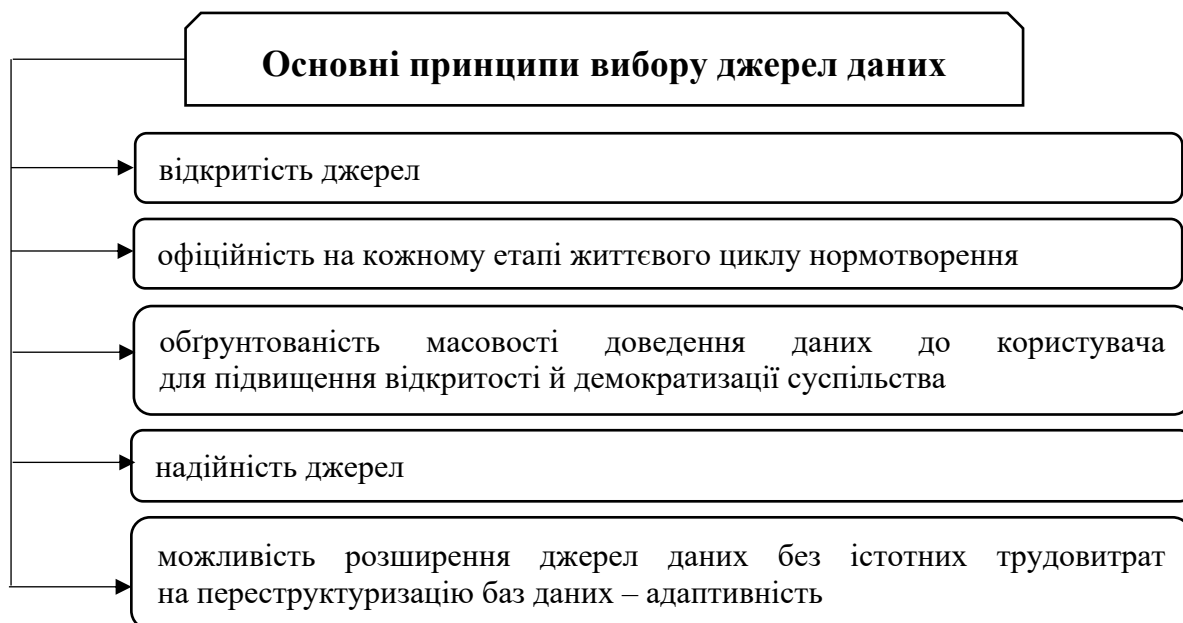 Основні принципи вибору джерел даних
відкритість джерел
офіційність на кожному етапі життєвого циклу нормотворення
обґрунтованість масовості доведення даних до користувача
для підвищення відкритості й демократизації суспільства
надійність джерел
можливість розширення джерел даних без істотних трудовитрат
на переструктуризацію баз даних – адаптивність